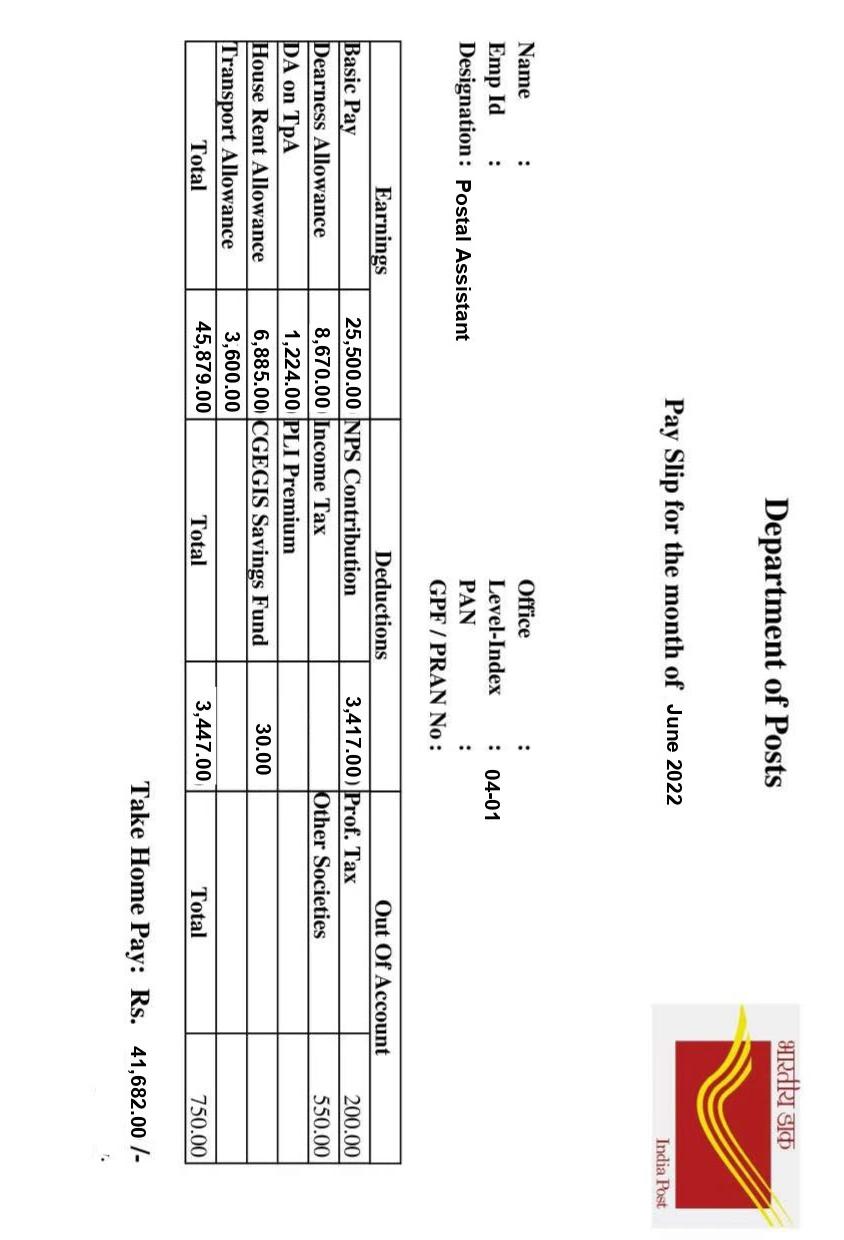 Department of Posts
भारतीय डाक
India Post
Pay Slip for the month of June 2022
Name : Office :
Emp Id : Level-Index : 04-01
Designation : Postal Assistant PAN :
GPF / PRAN No :
Earnings Deductions Out Of Account
Basic Pay 25,500.00 NPS Contribution 3,417.00 Prof. Tax 200.00
Dearness Allowance 8,670.00 Income Tax Other Societies 550.00
DA on TpA 1,224.00 PLI Premium
House Rent Allowance 6,885.00 CGEGIS Savings Fund 30.00
Transport Allowance 3,600.00
Total 45,879.00 Total 3,447.00 Total 750.00
Take Home Pay: Rs. 41,682.00 /-